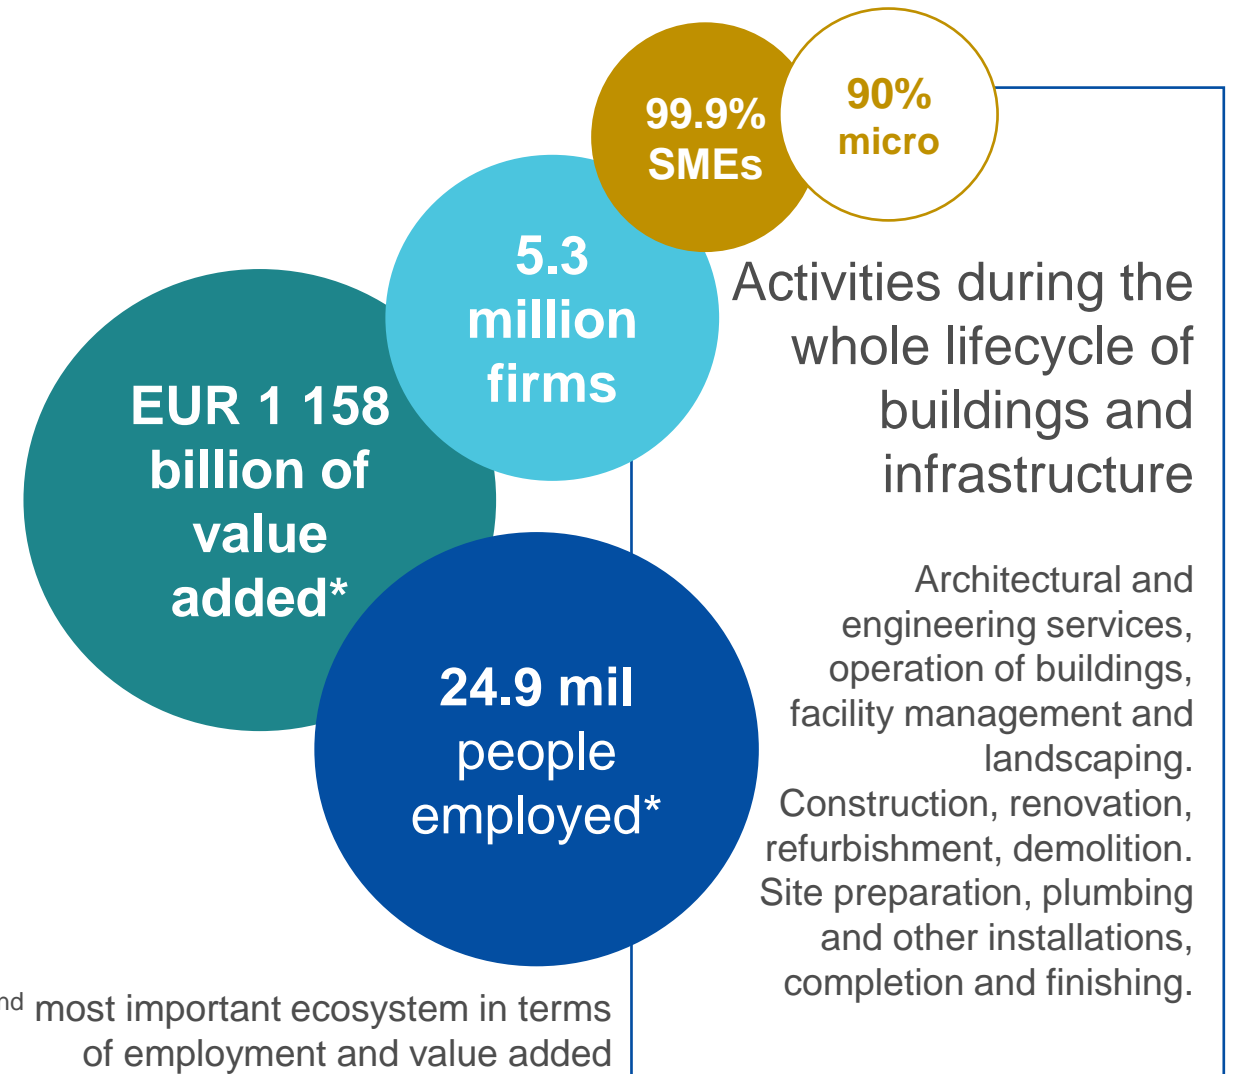 99.9%
SMEs
90%
micro
5.3
million
firms
EUR 1 158
billion of
value
added*
24.9 mil
people
employed*
Activities during the
whole lifecycle of
buildings and
infrastructure
Architectural and
engineering services,
operation of buildings,
facility management and
landscaping.
Construction, renovation,
refurbishment, demolition.
Site preparation, plumbing
and other installations,
completion and finishing.
nd most important ecosystem in terms
of employment and value added